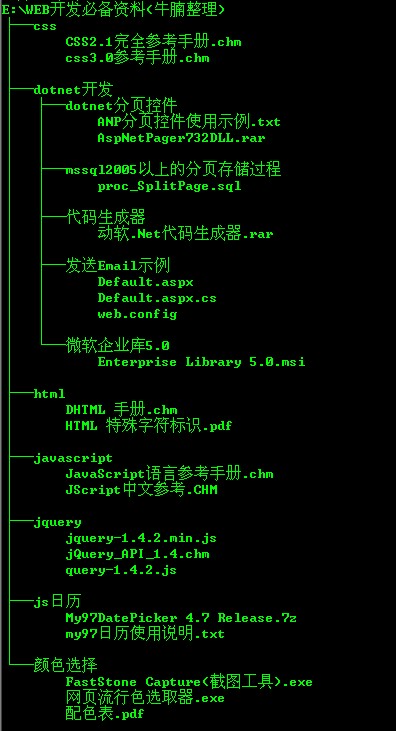 E:\WEB开发必备资料(牛腩整理)
css
CSS2.1完全参考手册.chm
css3.0参考手册.chm
dotnet开发
dotnet分页控件
ANP分页控件使用示例.txt
AspNetPager732DLL.rar
mssql2005以上的分页存储过程
proc_SplitPage.sql
代码生成器
动软.Net代码生成器.rar
发送Email示例
Default.aspx
Default.aspx.cs
web.config
微软企业库5.0
Enterprise Library 5.0.msi
html
DHTML 手册.chm
HTML 特殊字符标识.pdf
javascript
JavaScript语言参考手册.chm
JScript中文参考.CHM
jquery
jquery-1.4.2.min.js
jQuery_API_1.4.chm
query-1.4.2.js
js日历
My97DatePicker 4.7 Release.7z
my97日历使用说明.txt
颜色选择
FastStone Capture(截图工具).exe
网页流行色选取器.exe
配色表.pdf